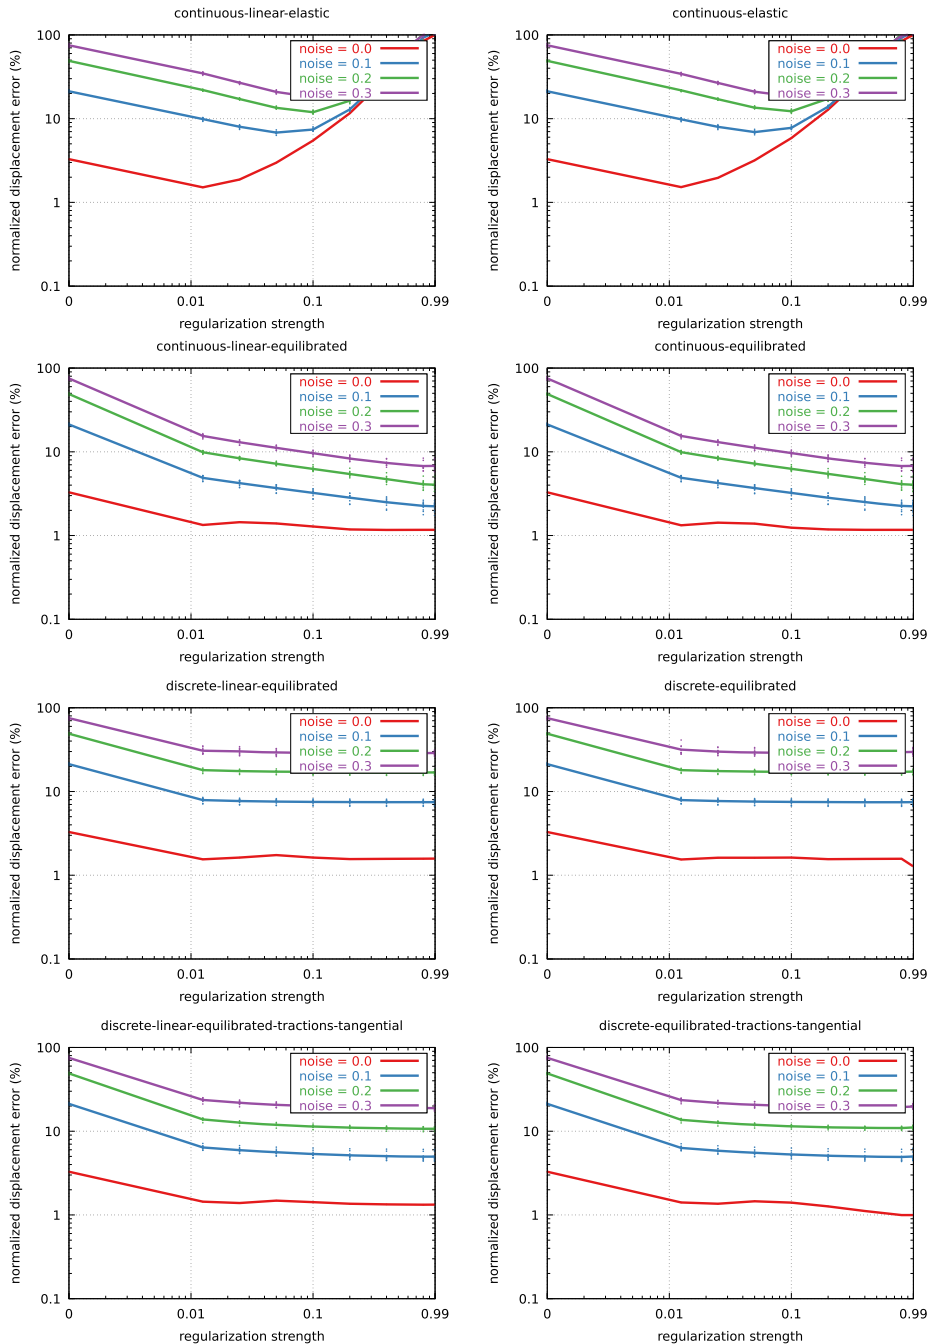 continuous-linear-elastic
normalized displacement error (%)
100
10
1
0.1
noise = 0.0
noise = 0.1
noise = 0.2
noise = 0.3
0
0.01
0.1
0.99
regularization strength
continuous-elastic
normalized displacement error (%)
100
10
1
0.1
noise = 0.0
noise = 0.1
noise = 0.2
noise = 0.3
0
0.01
0.1
0.99
regularization strength
continuous-linear-equilibrated
normalized displacement error (%)
100
10
1
0.1
noise = 0.0
noise = 0.1
noise = 0.2
noise = 0.3
0
0.01
0.1
0.99
regularization strength
continuous-equilibrated
normalized displacement error (%)
100
10
1
0.1
noise = 0.0
noise = 0.1
noise = 0.2
noise = 0.3
0
0.01
0.1
0.99
regularization strength
discrete-linear-equilibrated
normalized displacement error (%)
100
10
1
0.1
noise = 0.0
noise = 0.1
noise = 0.2
noise = 0.3
0
0.01
0.1
0.99
regularization strength
discrete-equilibrated
normalized displacement error (%)
100
10
1
0.1
noise = 0.0
noise = 0.1
noise = 0.2
noise = 0.3
0
0.01
0.1
0.99
regularization strength
discrete-linear-equilibrated-tractions-tangential
normalized displacement error (%)
100
10
1
0.1
noise = 0.0
noise = 0.1
noise = 0.2
noise = 0.3
0
0.01
0.1
0.99
regularization strength
discrete-equilibrated-tractions-tangential
normalized displacement error (%)
100
10
1
0.1
noise = 0.0
noise = 0.1
noise = 0.2
noise = 0.3
0
0.01
0.1
0.99
regularization strength